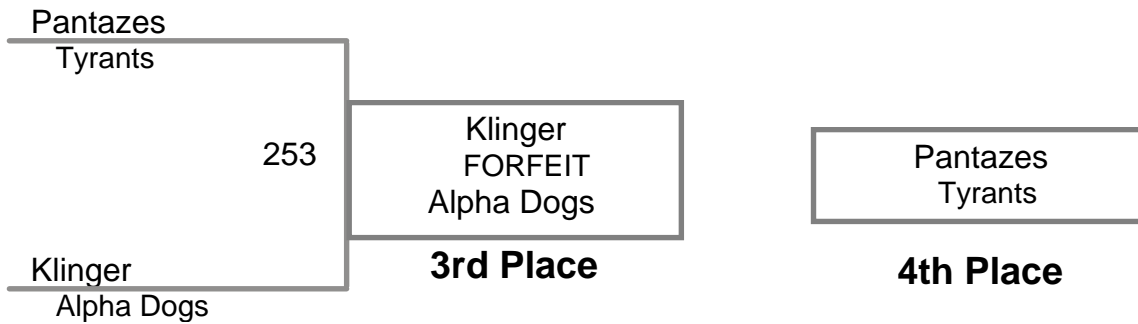 Pantazes
Tyrants
253
Klinger
Alpha Dogs
Klinger
FORFEIT
Alpha Dogs
3rd Place
Pantazes
Tyrants
4th Place